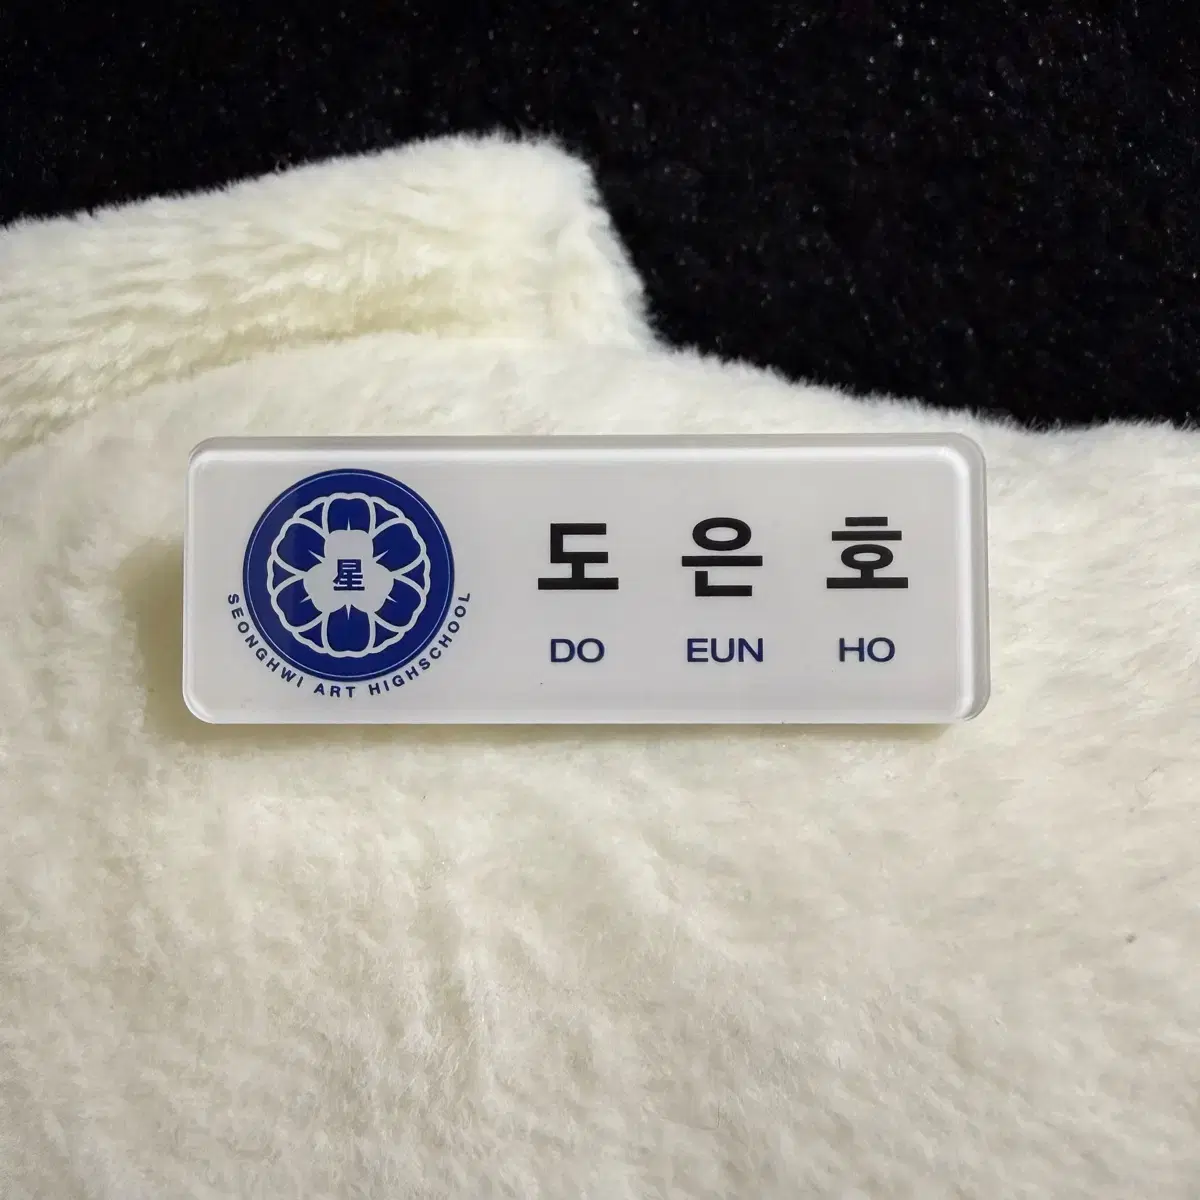 星
SEONGHWI ART HIGHSCHOOL
도 은 호
DO EUN HO